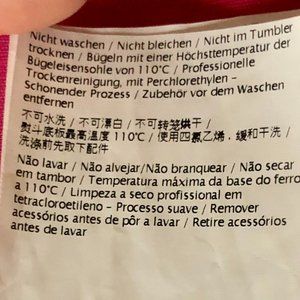 Nicht waschen / Nicht bleichen / Nicht im Tumbler
trocknen / Bügeln mit einer Höchsttemperatur der
Bügeleisensohle von 110°C / Professionelle
Trockenreinigung, mit Perchlorethylen -
Schonender Prozess / Zubehör vor dem Waschen
entfernen
不可水洗 / 不可漂白 / 不可转笼烘干 /
熨斗底板最高温度 110°C / 使用四氯乙烯,缓和干洗 /
洗涤前先取下配件
Não lavar / Não alvejar/Não branquear / Não secar
em tambor / Temperatura máxima da base do ferro
a 110°C / Limpeza a seco profissional em
tetracloroetileno - Processo suave / Remover
acessórios antes de pôr a lavar / Retire acessórios
antes de lavar